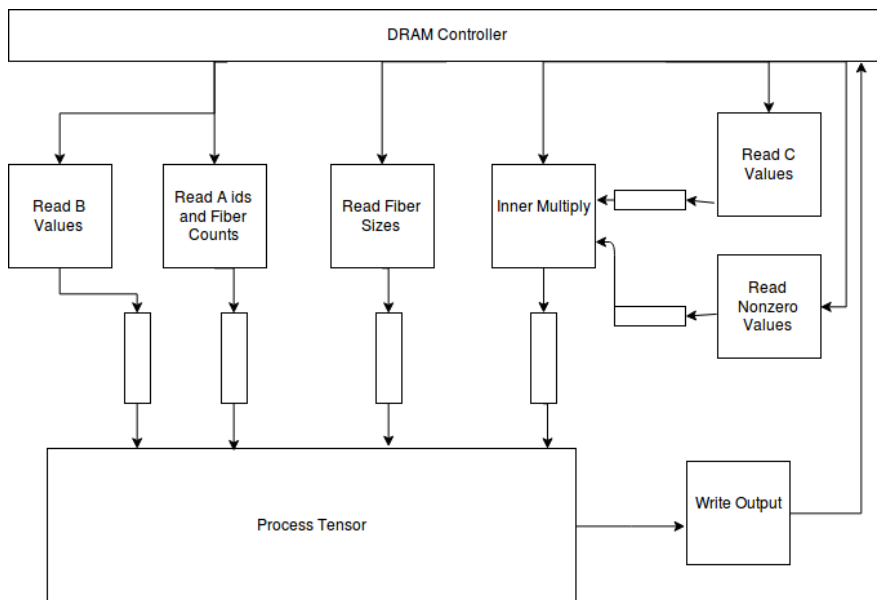 DRAM Controller
Read B
Values
Read A ids
and Fiber
Counts
Read Fiber
Sizes
Inner Multiply
Read C
Values
Read
Nonzero
Values
Process Tensor
Write Output